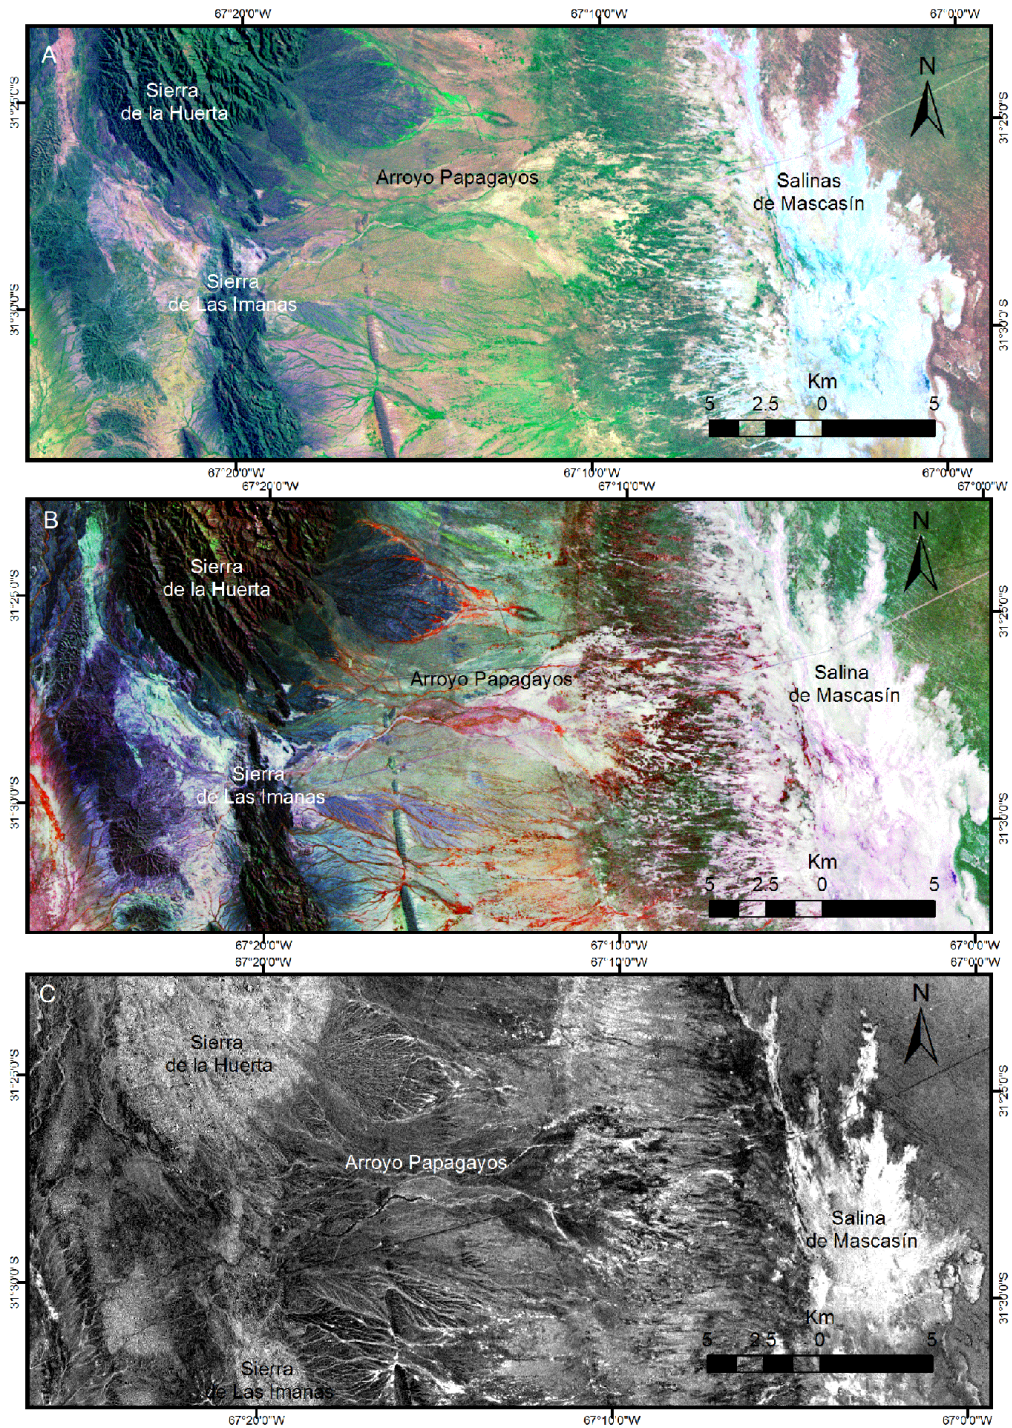 67°20'0"W 67°10'0"W 67°0'0"W
A
N
Sierra
de la Huerta
31°25'0"S
31°25'0"S
Arroyo Papagayos
Salinas
de Mascasín
Sierra
de Las Imanas
31°30'0"S
31°30'0"S
Km
5 2.5 0 5
67°20'0"W 67°10'0"W 67°0'0"W
67°20'0"W 67°10'0"W 67°0'0"W
B
N
Sierra
de la Huerta
31°25'0"S
31°25'0"S
Arroyo Papagayos
Salina
de Mascasín
Sierra
de Las Imanas
31°30'0"S
31°30'0"S
Km
5 2.5 0 5
67°20'0"W 67°10'0"W 67°0'0"W
67°20'0"W 67°10'0"W 67°0'0"W
C
N
Sierra
de la Huerta
31°25'0"S
31°25'0"S
Arroyo Papagayos
Salina
de Mascasín
31°30'0"S
31°30'0"S
Km
5 2.5 0 5
Sierra
de Las Imanas
67°20'0"W 67°10'0"W 67°0'0"W